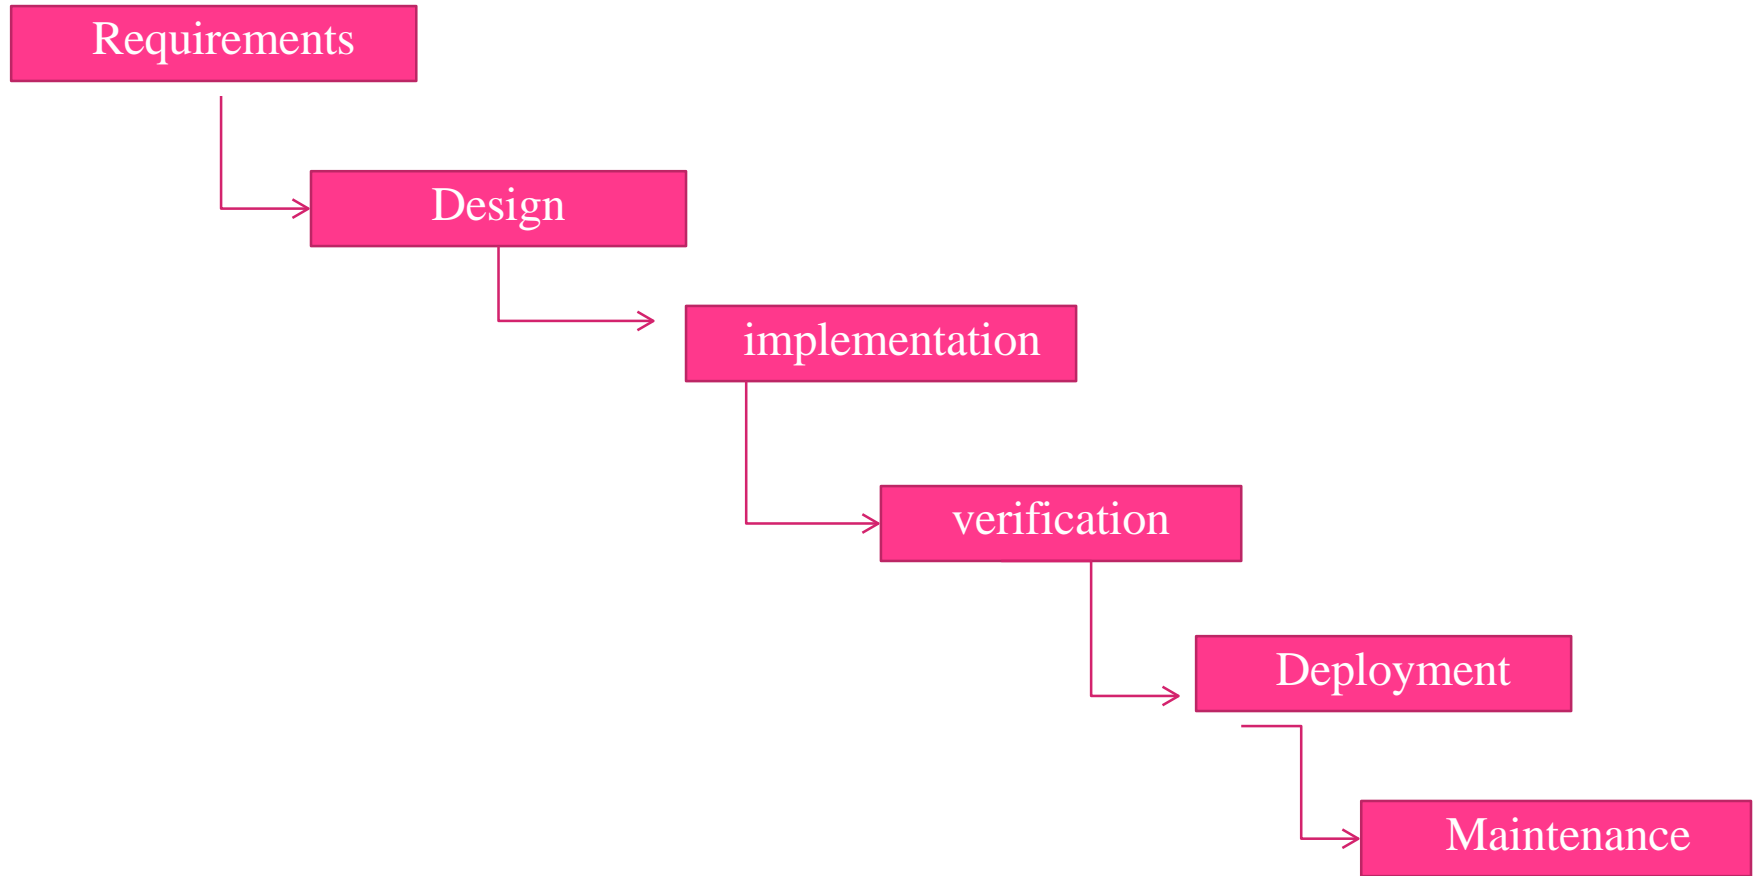 Requirements
Design
implementation
verification
Deployment
Maintenance